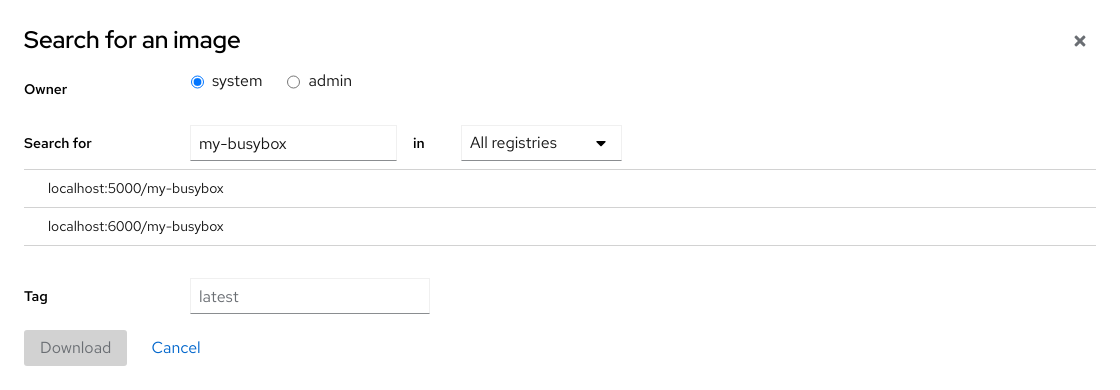 Search for an image
Owner system admin
Search for my-busybox in All registries
localhost:5000/my-busybox
localhost:6000/my-busybox
Tag latest
Download Cancel